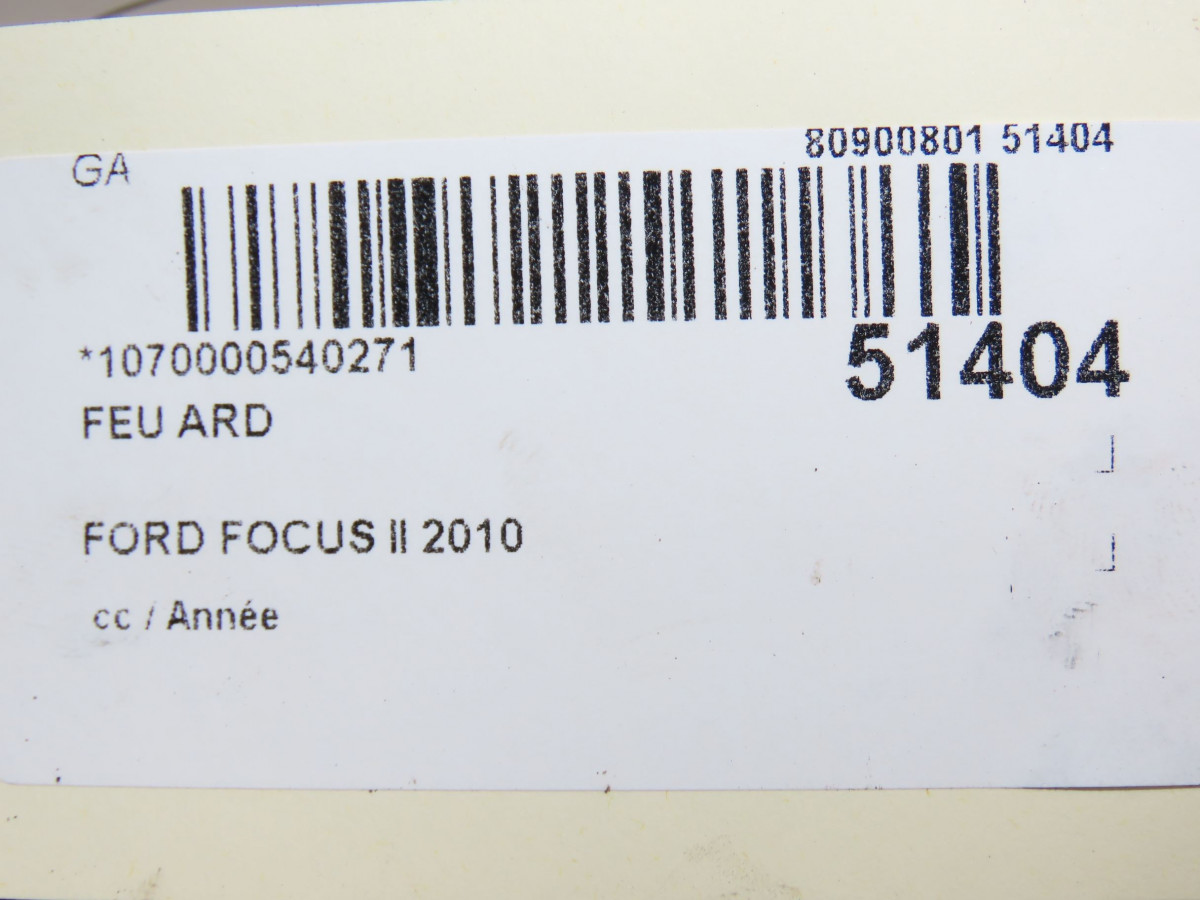 80900801 51404
GA
*1070000540271
51404
FEU ARD
FORD FOCUS II 2010
cc / Année